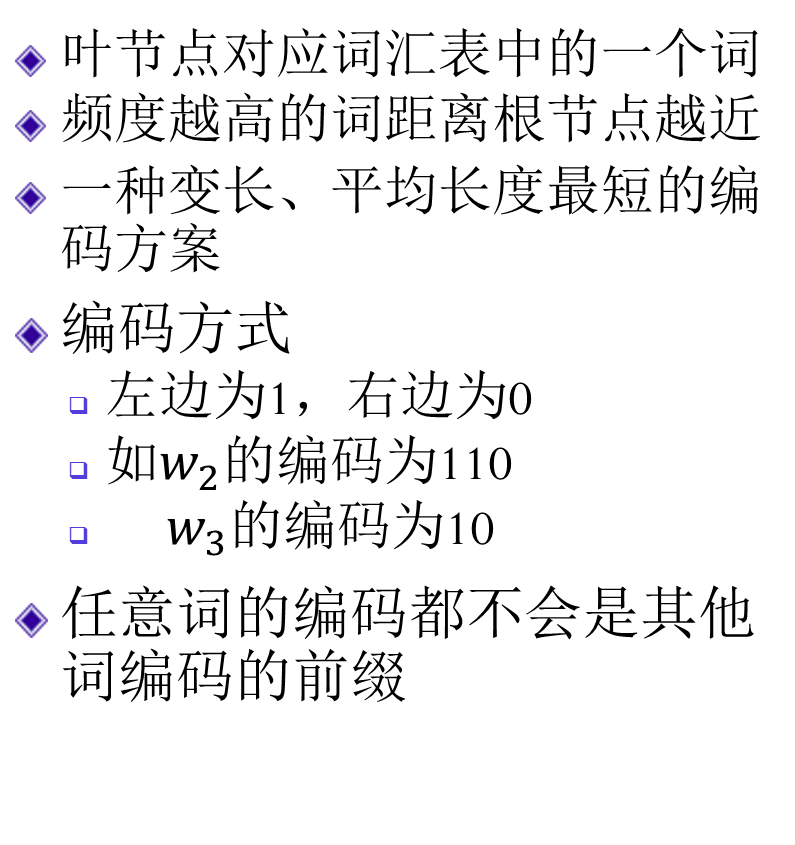 叶节点对应词汇表中的一个词
频度越高的词距离根节点越近
一种变长、平均长度最短的编
码方案
编码方式
左边为1，右边为0
如w₂的编码为110
w₃的编码为10
任意词的编码都不会是其他
词编码的前缀